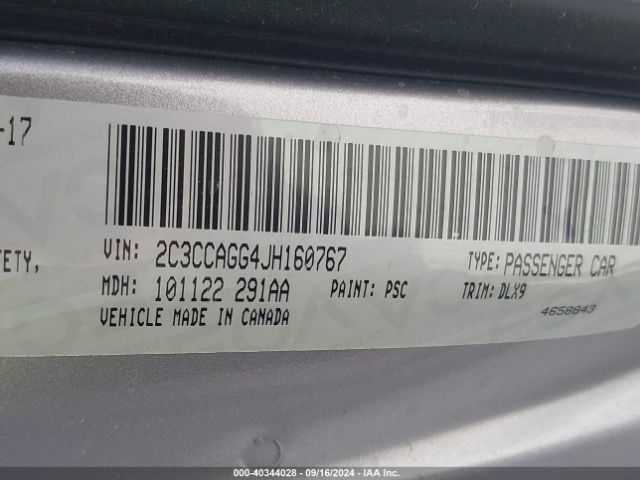 -17
VIN: 2C3CCAGG4JH160767 TYPE: PASSENGER CAR
ETY,
MDH: 101122 291AA PAINT: PSC TRIM: DLX9
VEHICLE MADE IN CANADA 4658843
000-40344028 - 09/16/2024 - IAA Inc.